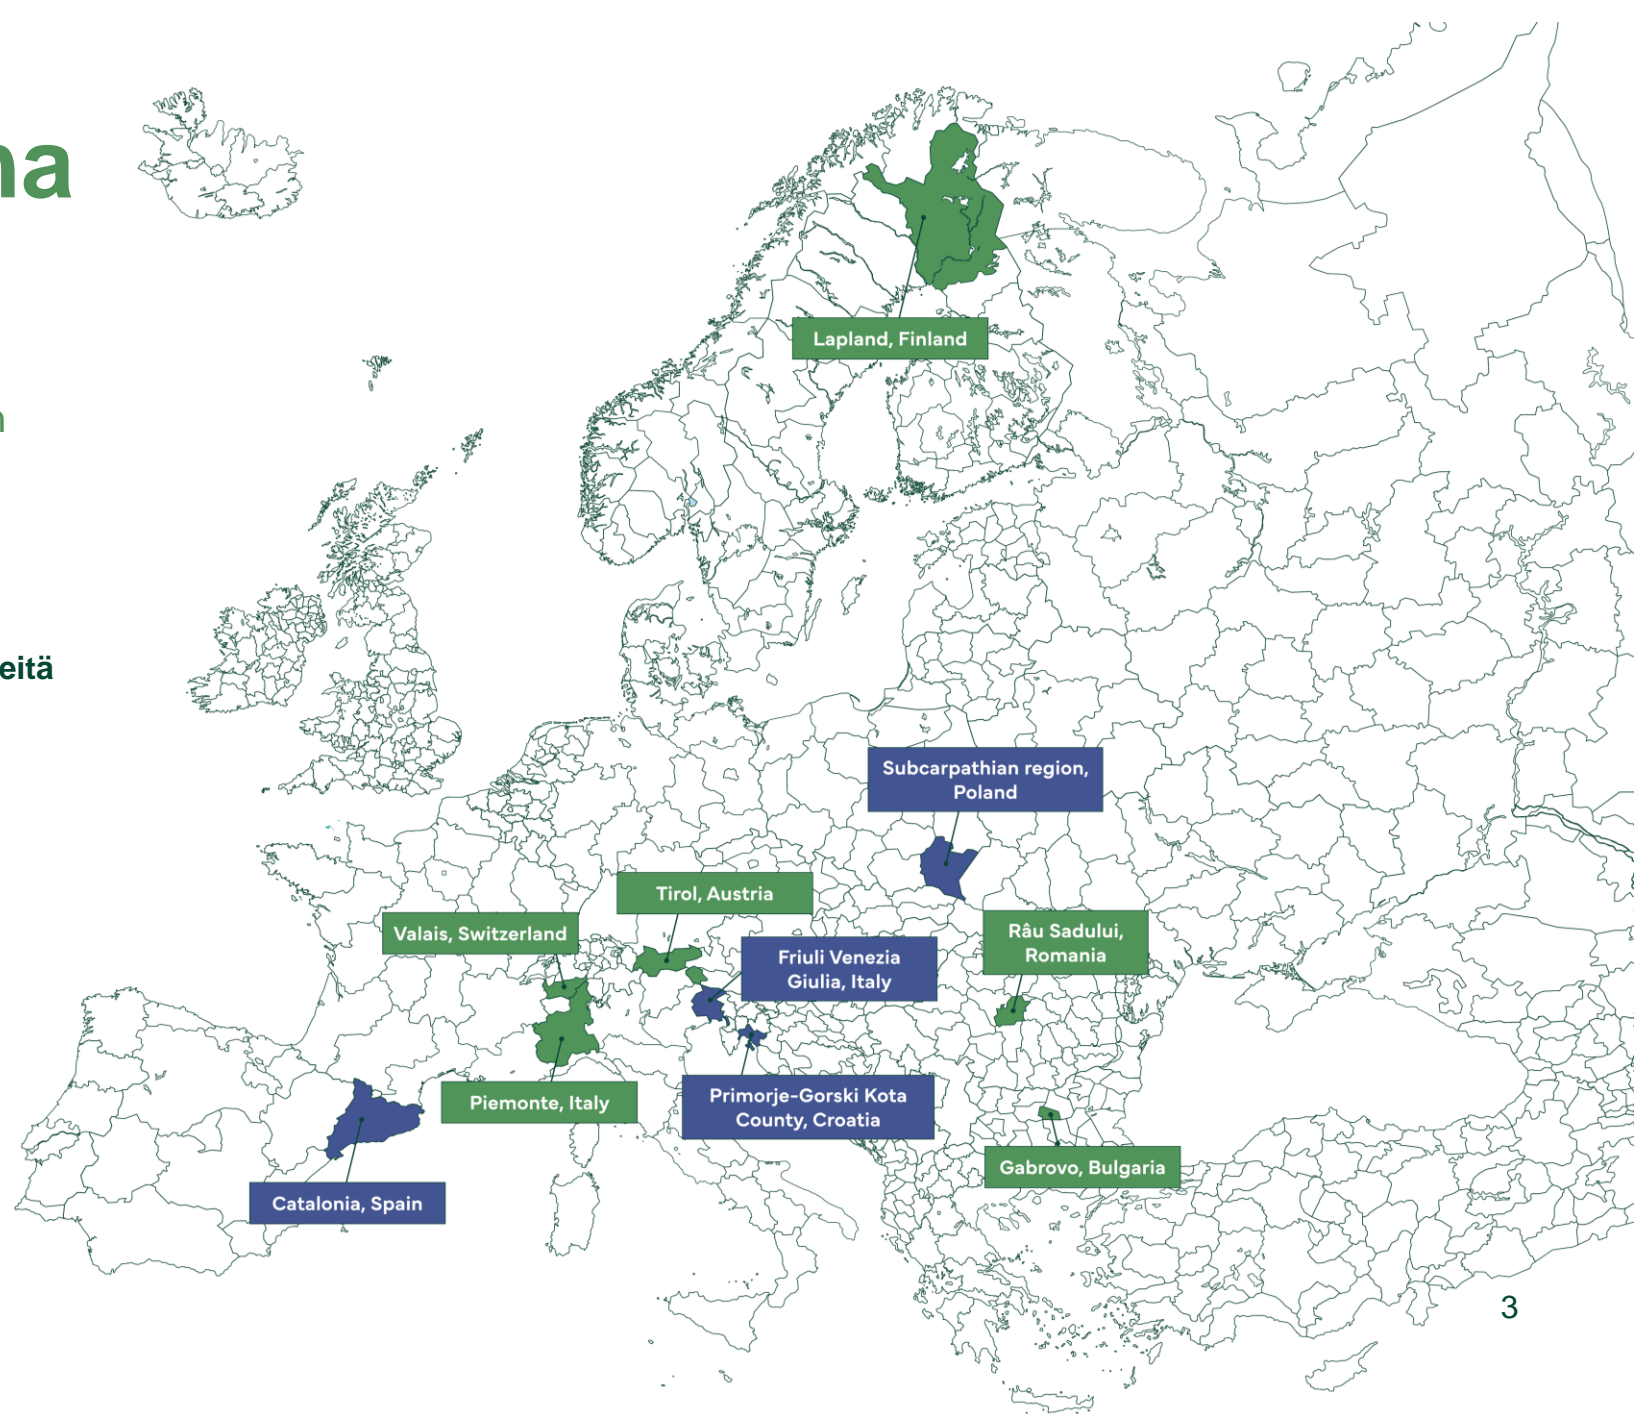 na
n
eitä
Lapland, Finland
Subcarpathian region,
Poland
Tirol, Austria
Valais, Switzerland
Friuli Venezia
Giulia, Italy
Râu Sadului,
Romania
Piemonte, Italy
Primorje-Gorski Kota
County, Croatia
Gabrovo, Bulgaria
Catalonia, Spain
3